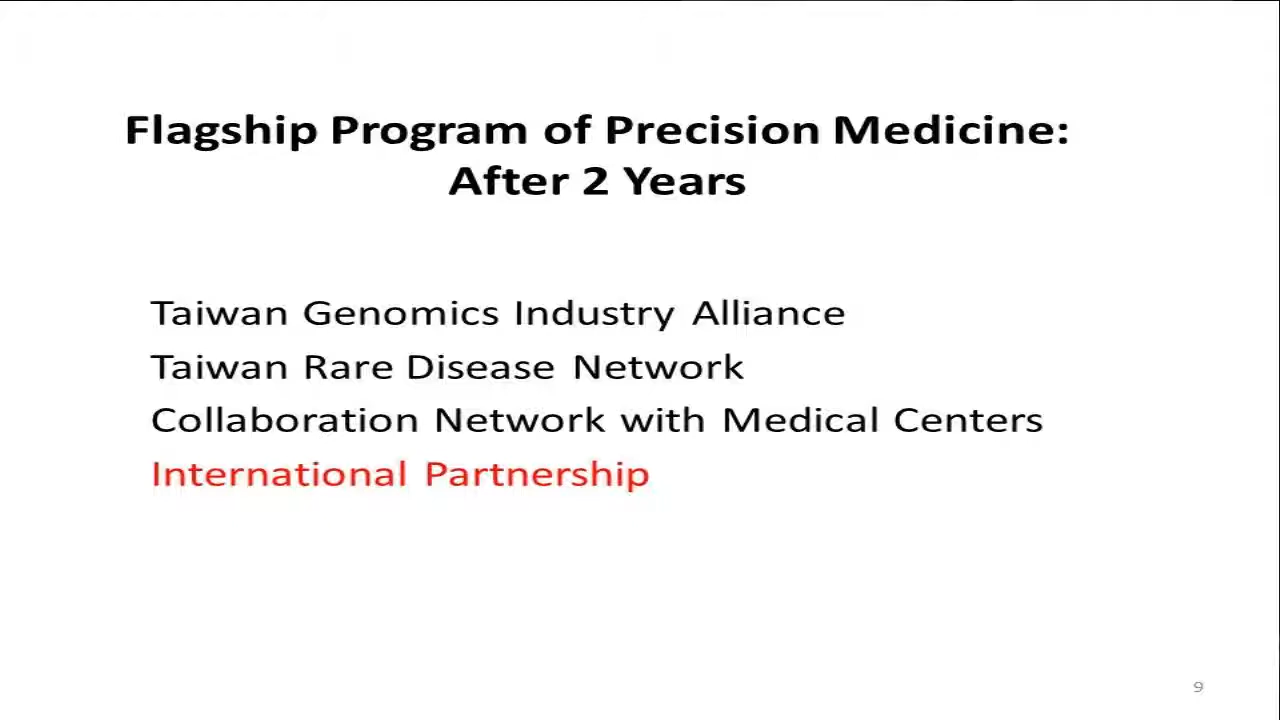 Flagship Program of Precision Medicine:
After 2 Years
Taiwan Genomics Industry Alliance
Taiwan Rare Disease Network
Collaboration Network with Medical Centers
International Partnership
9